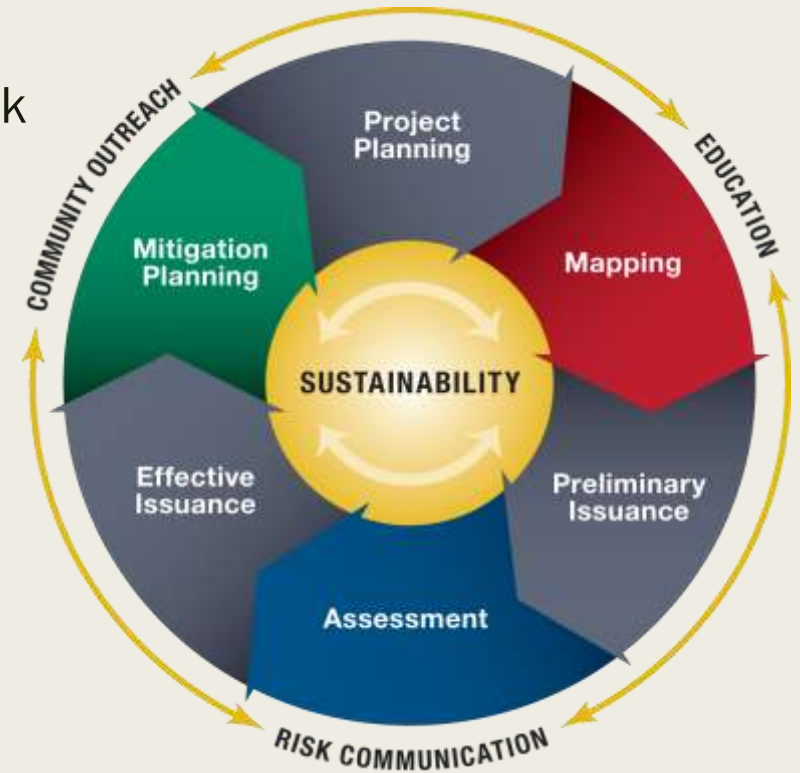 k
COMMUNITY OUTREACH
EDUCATION
RISK COMMUNICATION
Project
Planning
Mapping
Preliminary
Issuance
Assessment
Effective
Issuance
Mitigation
Planning
SUSTAINABILITY